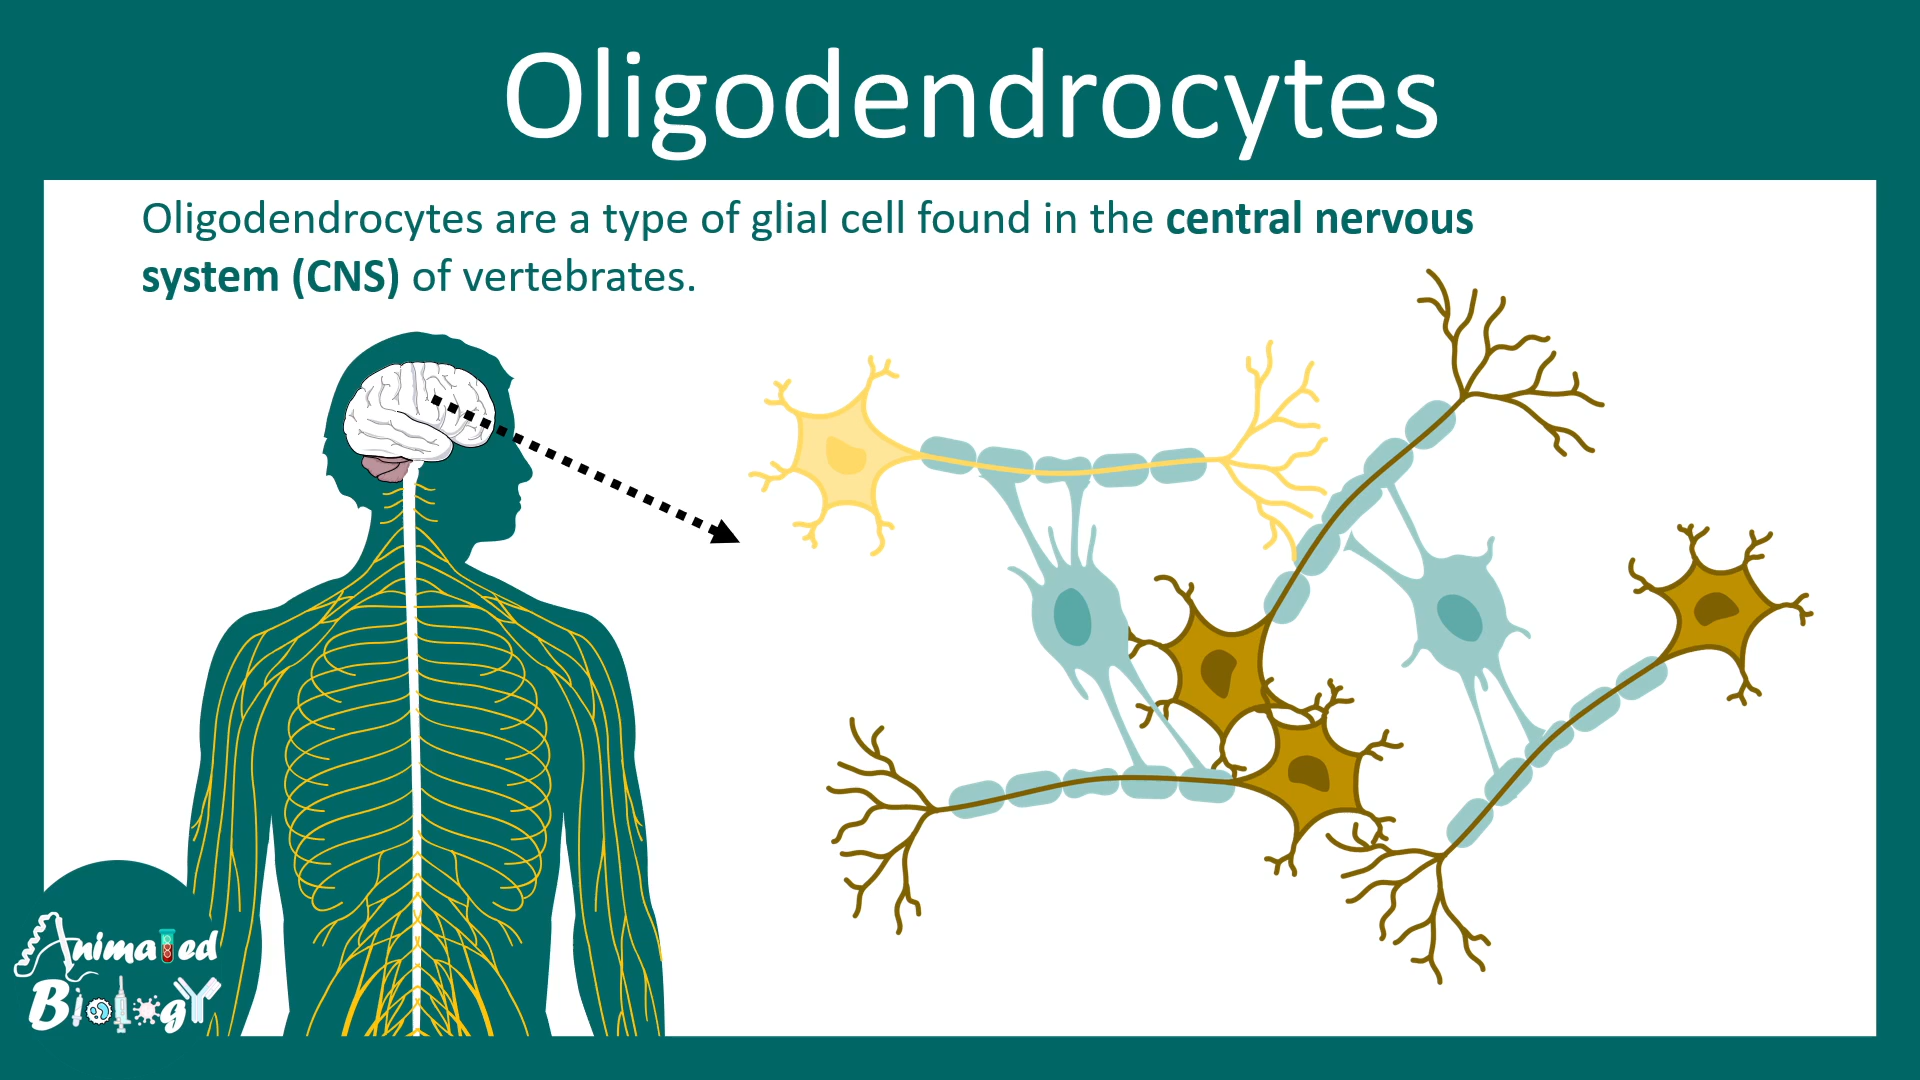 Oligodendrocytes
Oligodendrocytes are a type of glial cell found in the central nervous
system (CNS) of vertebrates.
Animated
Biology